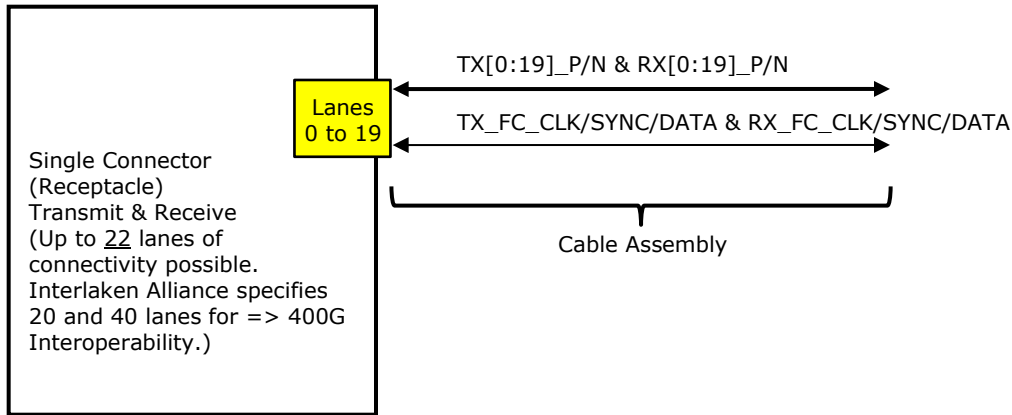 TX[0:19]_P/N & RX[0:19]_P/N
Lanes
0 to 19
TX_FC_CLK/SYNC/DATA & RX_FC_CLK/SYNC/DATA
Single Connector
(Receptacle)
Transmit & Receive
(Up to 22 lanes of
connectivity possible.
Interlaken Alliance specifies
20 and 40 lanes for => 400G
Interoperability.)
Cable Assembly